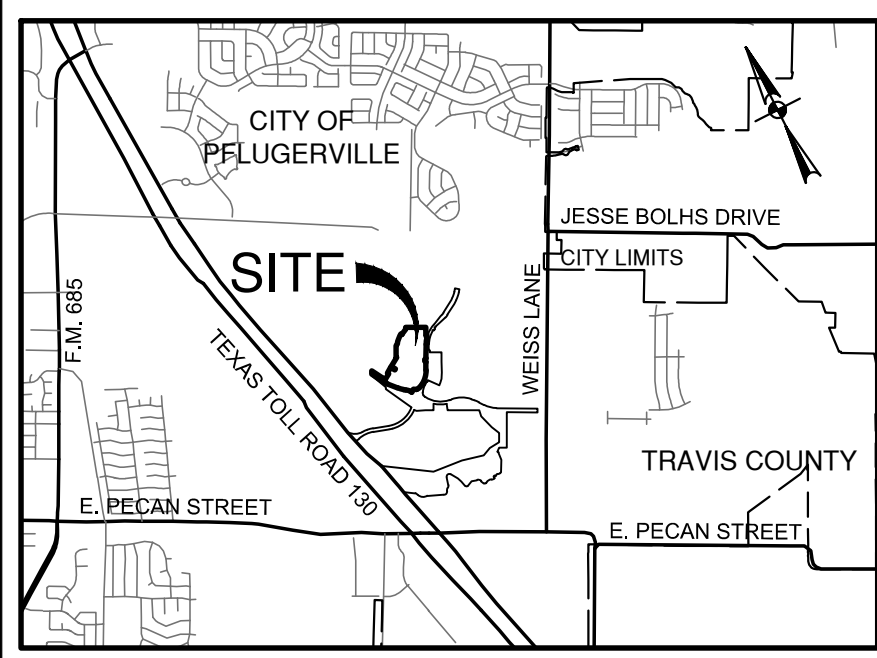 CITY OF
PFLUGERVILLE
JESSE BOLHS DRIVE
CITY LIMITS
SITE
WEISS LANE
F.M. 685
TEXAS TOLL ROAD 130
TRAVIS COUNTY
E. PECAN STREET
E. PECAN STREET